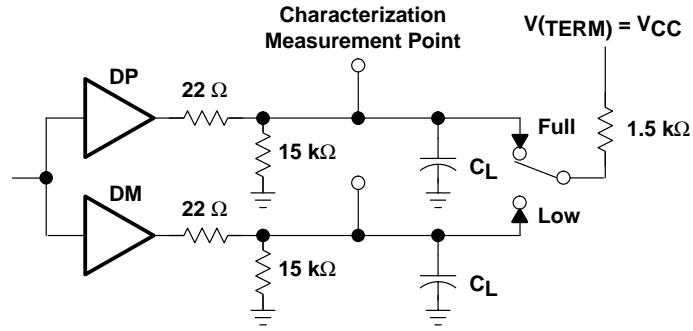 Characterization
Measurement Point
V(TERM) = VCC
DP
22 Ω
Full
1.5 kΩ
15 kΩ
CL
DM
22 Ω
Low
15 kΩ
CL